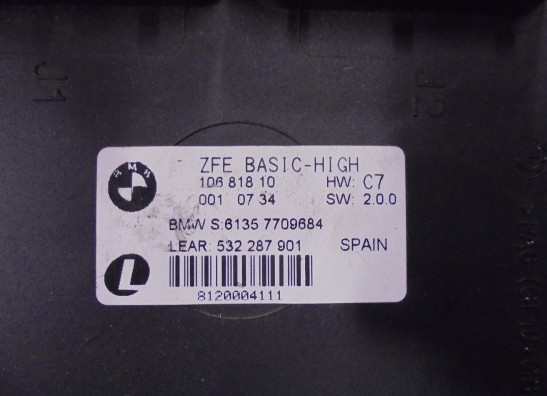 J1
J2
BMW
ZFE BASIC-HIGH
106 818 10 HW: C7
001 07 34 SW: 2.0.0
BMW S:6135 7709684
L LEAR: 532 287 901 SPAIN
8120004111